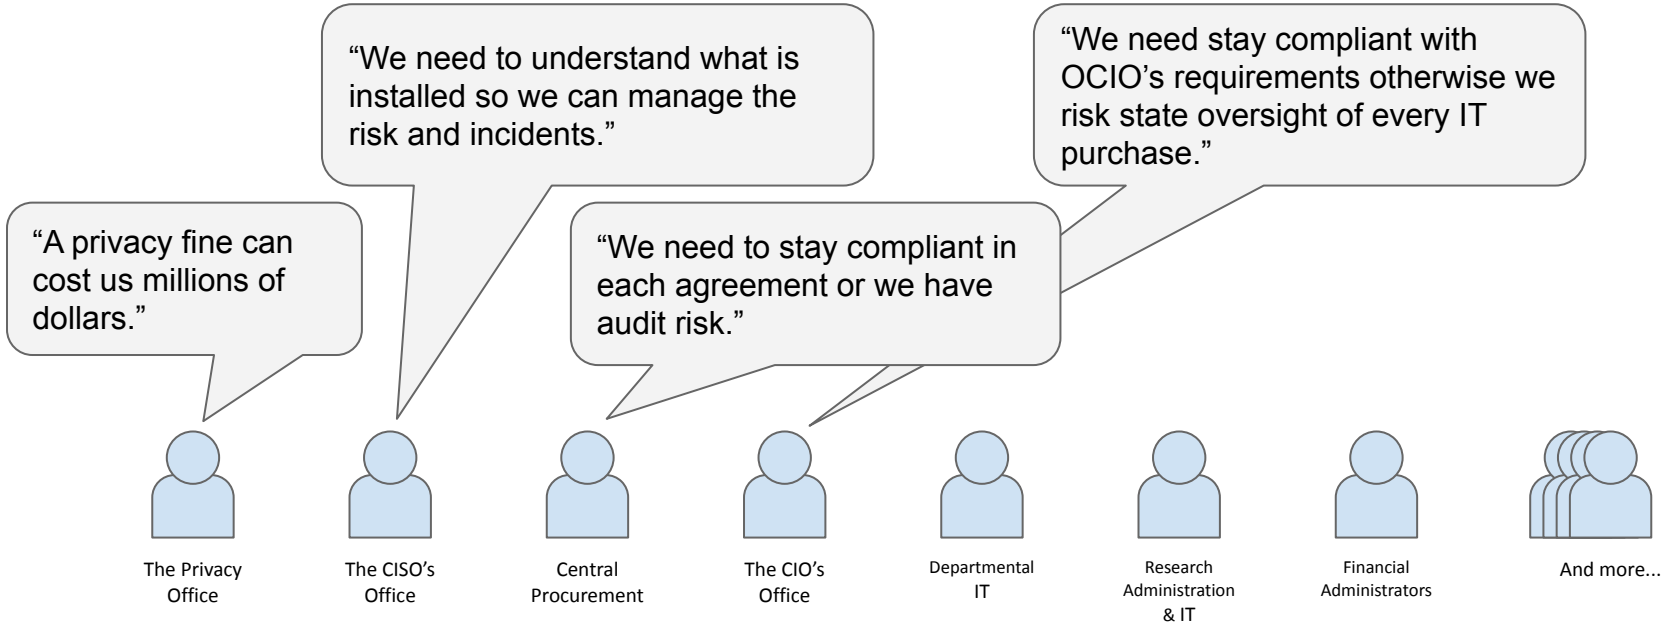 “We need to understand what is
installed so we can manage the
risk and incidents.”
“We need stay compliant with
OCIO’s requirements otherwise we
risk state oversight of every IT
purchase.”
“A privacy fine can
cost us millions of
dollars.”
“We need to stay compliant in
each agreement or we have
audit risk.”
The Privacy
Office
The CISO’s
Office
Central
Procurement
The CIO’s
Office
Departmental
IT
Research
Administration
& IT
Financial
Administrators
And more...